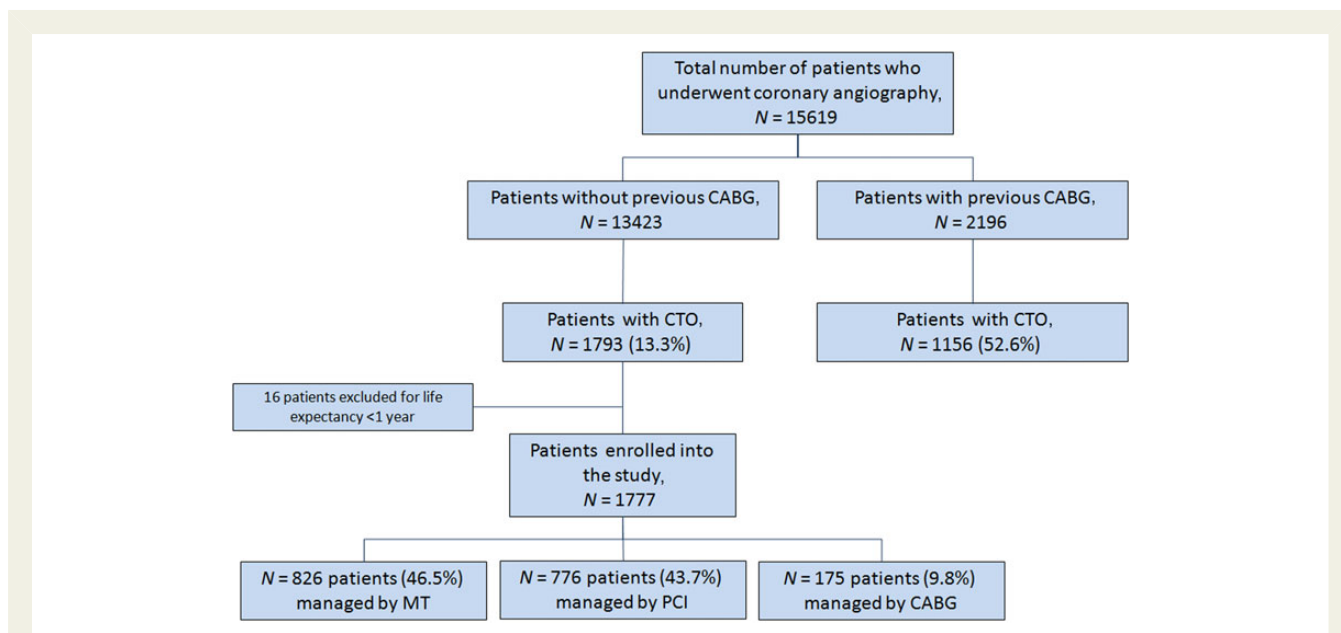 Total number of patients who
underwent coronary angiography,
N = 15619
Patients without previous CABG,
N = 13423
Patients with previous CABG,
N = 2196
Patients with CTO,
N = 1793 (13.3%)
Patients with CTO,
N = 1156 (52.6%)
16 patients excluded for life
expectancy <1 year
Patients enrolled into
the study,
N = 1777
N = 826 patients (46.5%)
managed by MT
N = 776 patients (43.7%)
managed by PCI
N = 175 patients (9.8%)
managed by CABG